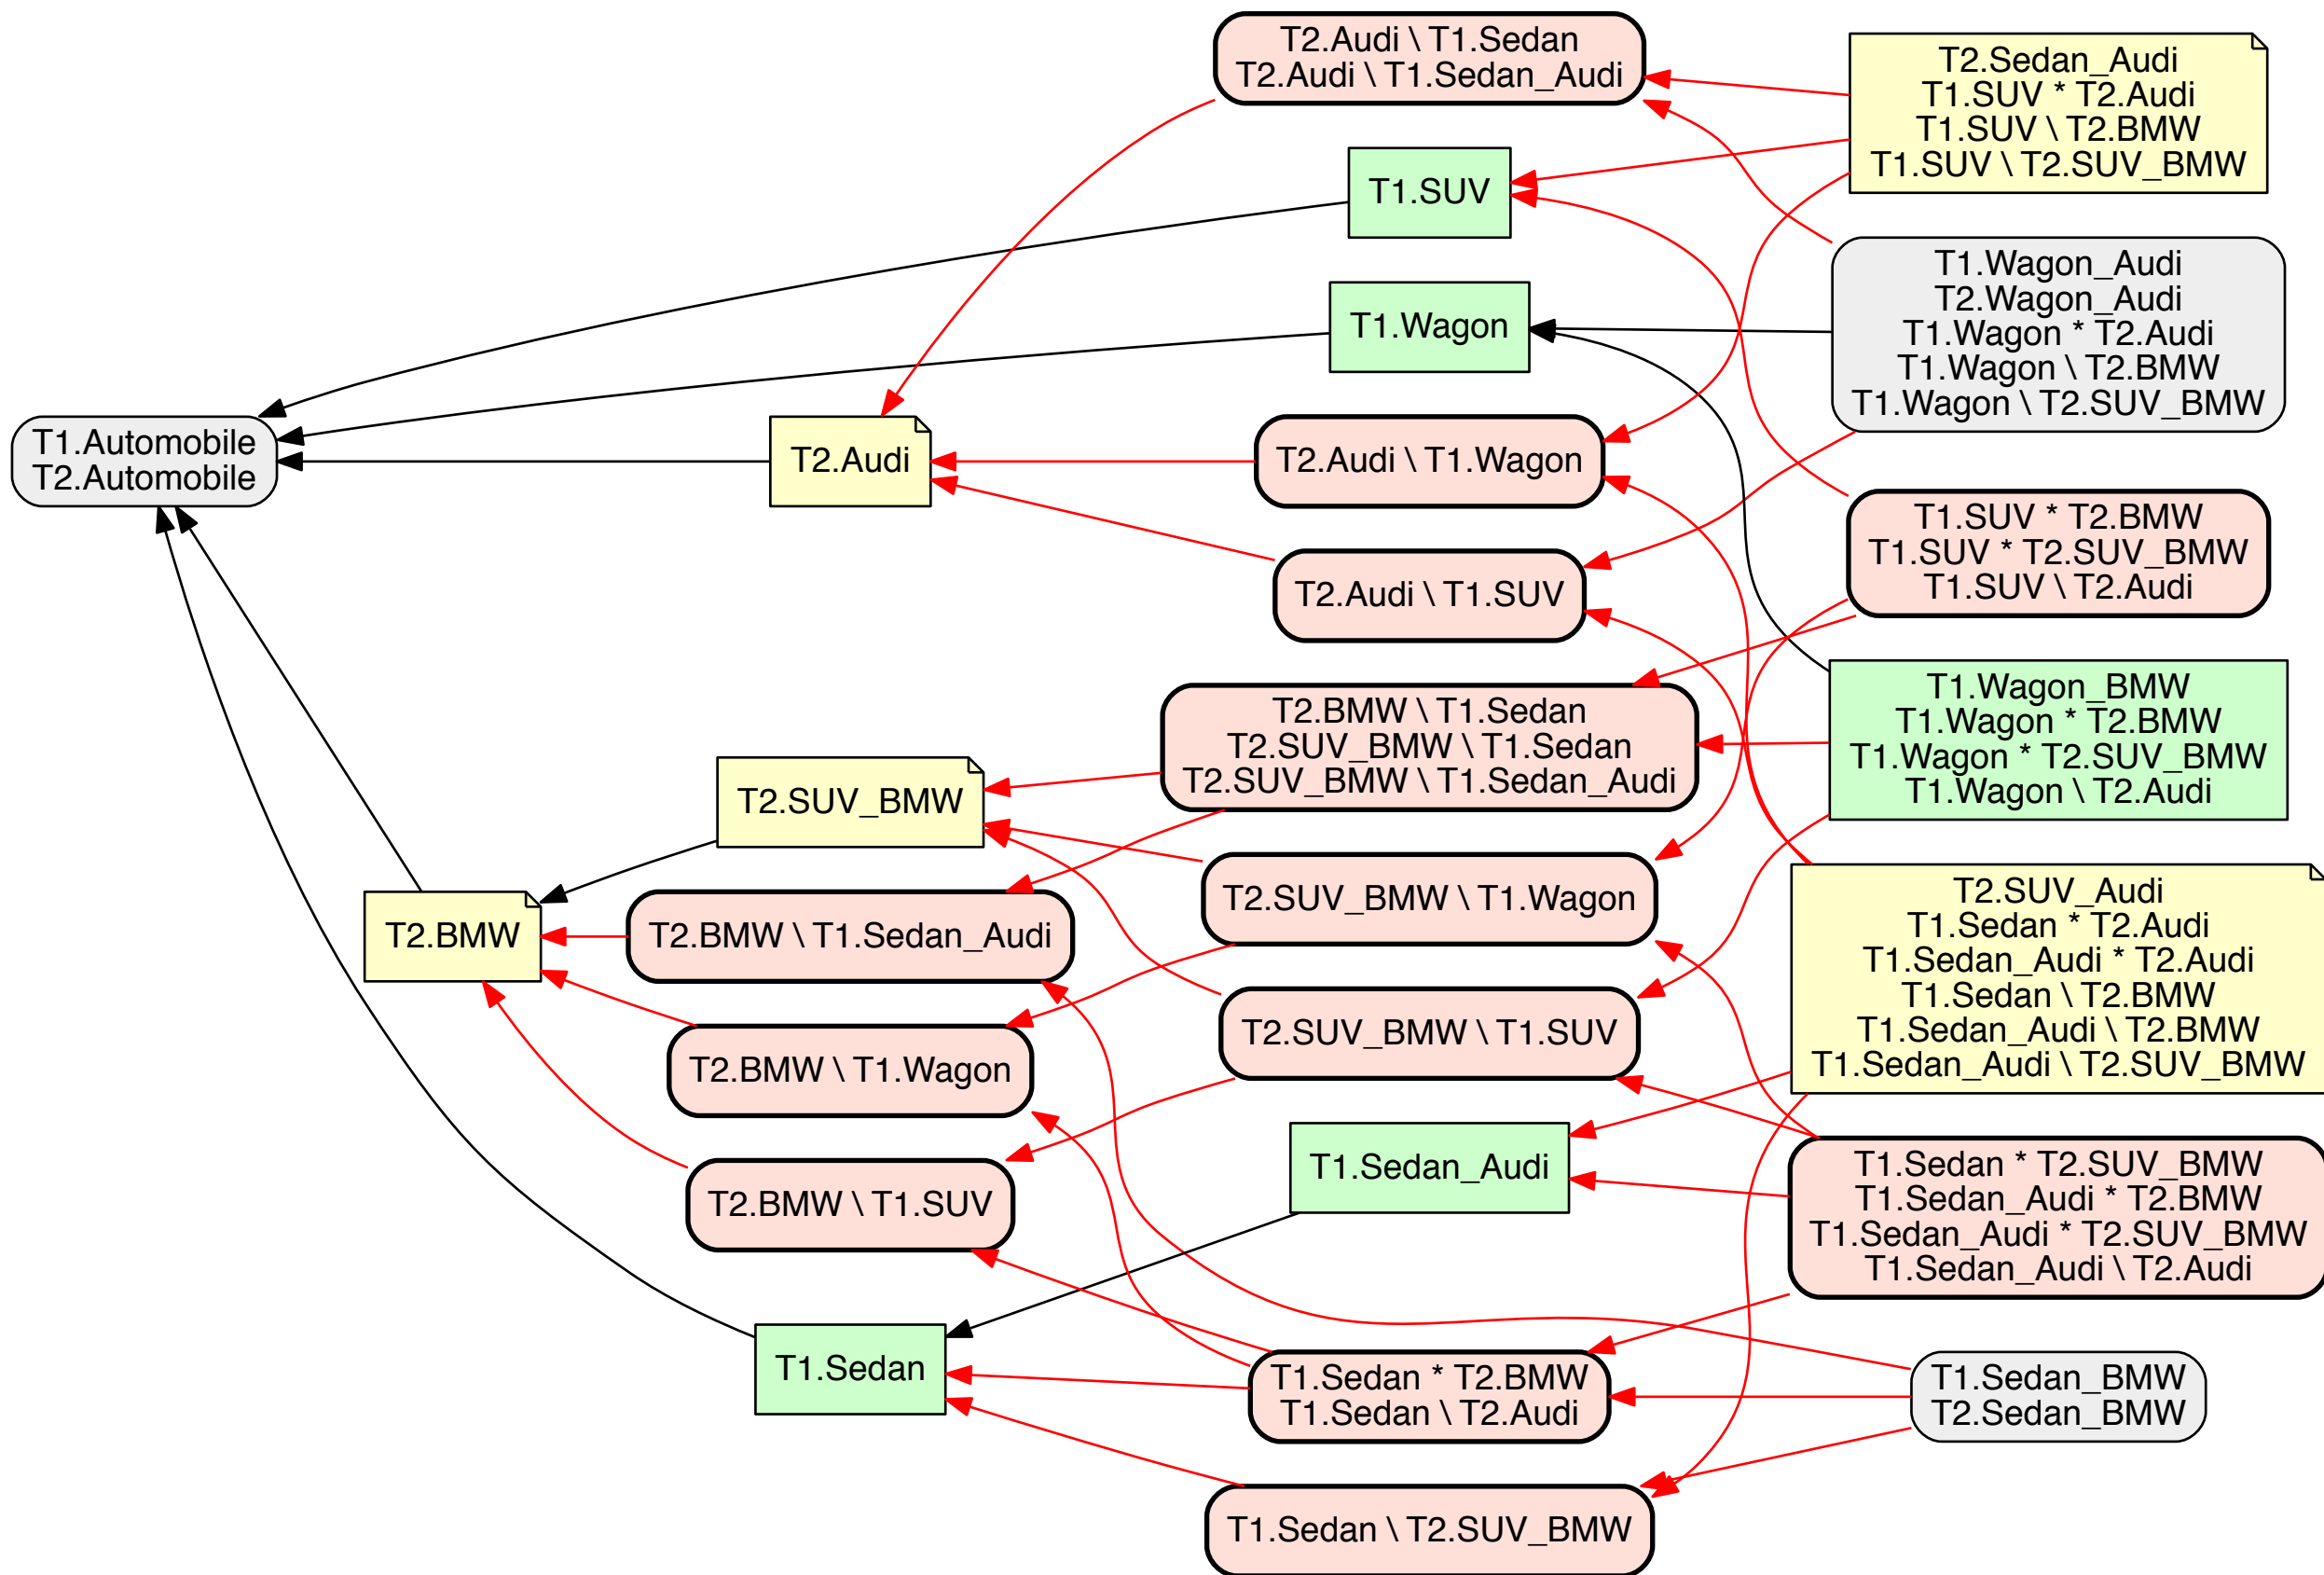 T2.Audi \ T1.Sedan
T2.Audi \ T1.Sedan_Audi
T2.Sedan_Audi
T1.SUV * T2.Audi
T1.SUV \ T2.BMW
T1.SUV \ T2.SUV_BMW
T1.SUV
T1.Wagon_Audi
T2.Wagon_Audi
T1.Wagon * T2.Audi
T1.Wagon \ T2.BMW
T1.Wagon \ T2.SUV_BMW
T1.Wagon
T1.Automobile
T2.Automobile
T2.Audi
T2.Audi \ T1.Wagon
T1.SUV * T2.BMW
T1.SUV * T2.SUV_BMW
T1.SUV \ T2.Audi
T2.Audi \ T1.SUV
T2.BMW \ T1.Sedan
T2.SUV_BMW \ T1.Sedan
T2.SUV_BMW \ T1.Sedan_Audi
T1.Wagon_BMW
T1.Wagon * T2.BMW
T1.Wagon * T2.SUV_BMW
T1.Wagon \ T2.Audi
T2.SUV_BMW
T2.SUV_BMW \ T1.Wagon
T2.BMW
T2.BMW \ T1.Sedan_Audi
T2.SUV_Audi
T1.Sedan * T2.Audi
T1.Sedan_Audi * T2.Audi
T1.Sedan \ T2.BMW
T1.Sedan_Audi \ T2.BMW
T1.Sedan_Audi \ T2.SUV_BMW
T2.SUV_BMW \ T1.SUV
T2.BMW \ T1.Wagon
T1.Sedan_Audi
T2.BMW \ T1.SUV
T1.Sedan * T2.SUV_BMW
T1.Sedan_Audi * T2.BMW
T1.Sedan_Audi * T2.SUV_BMW
T1.Sedan_Audi \ T2.Audi
T1.Sedan
T1.Sedan * T2.BMW
T1.Sedan \ T2.Audi
T1.Sedan_BMW
T2.Sedan_BMW
T1.Sedan \ T2.SUV_BMW